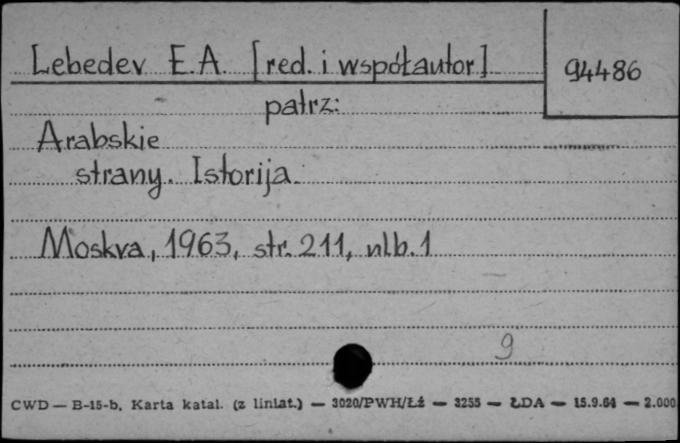 Lebedev E.A. [red. i współautor]
94486
patrz:
Arabskie
strany. Istorija.
Moskva, 1963, str. 211, nlb. 1
9
CWD — B-15-b. Karta katal. (z liniat.) — 3020/PWH/Łź — 3255 — ŁDA — 15.9.64 — 2.000